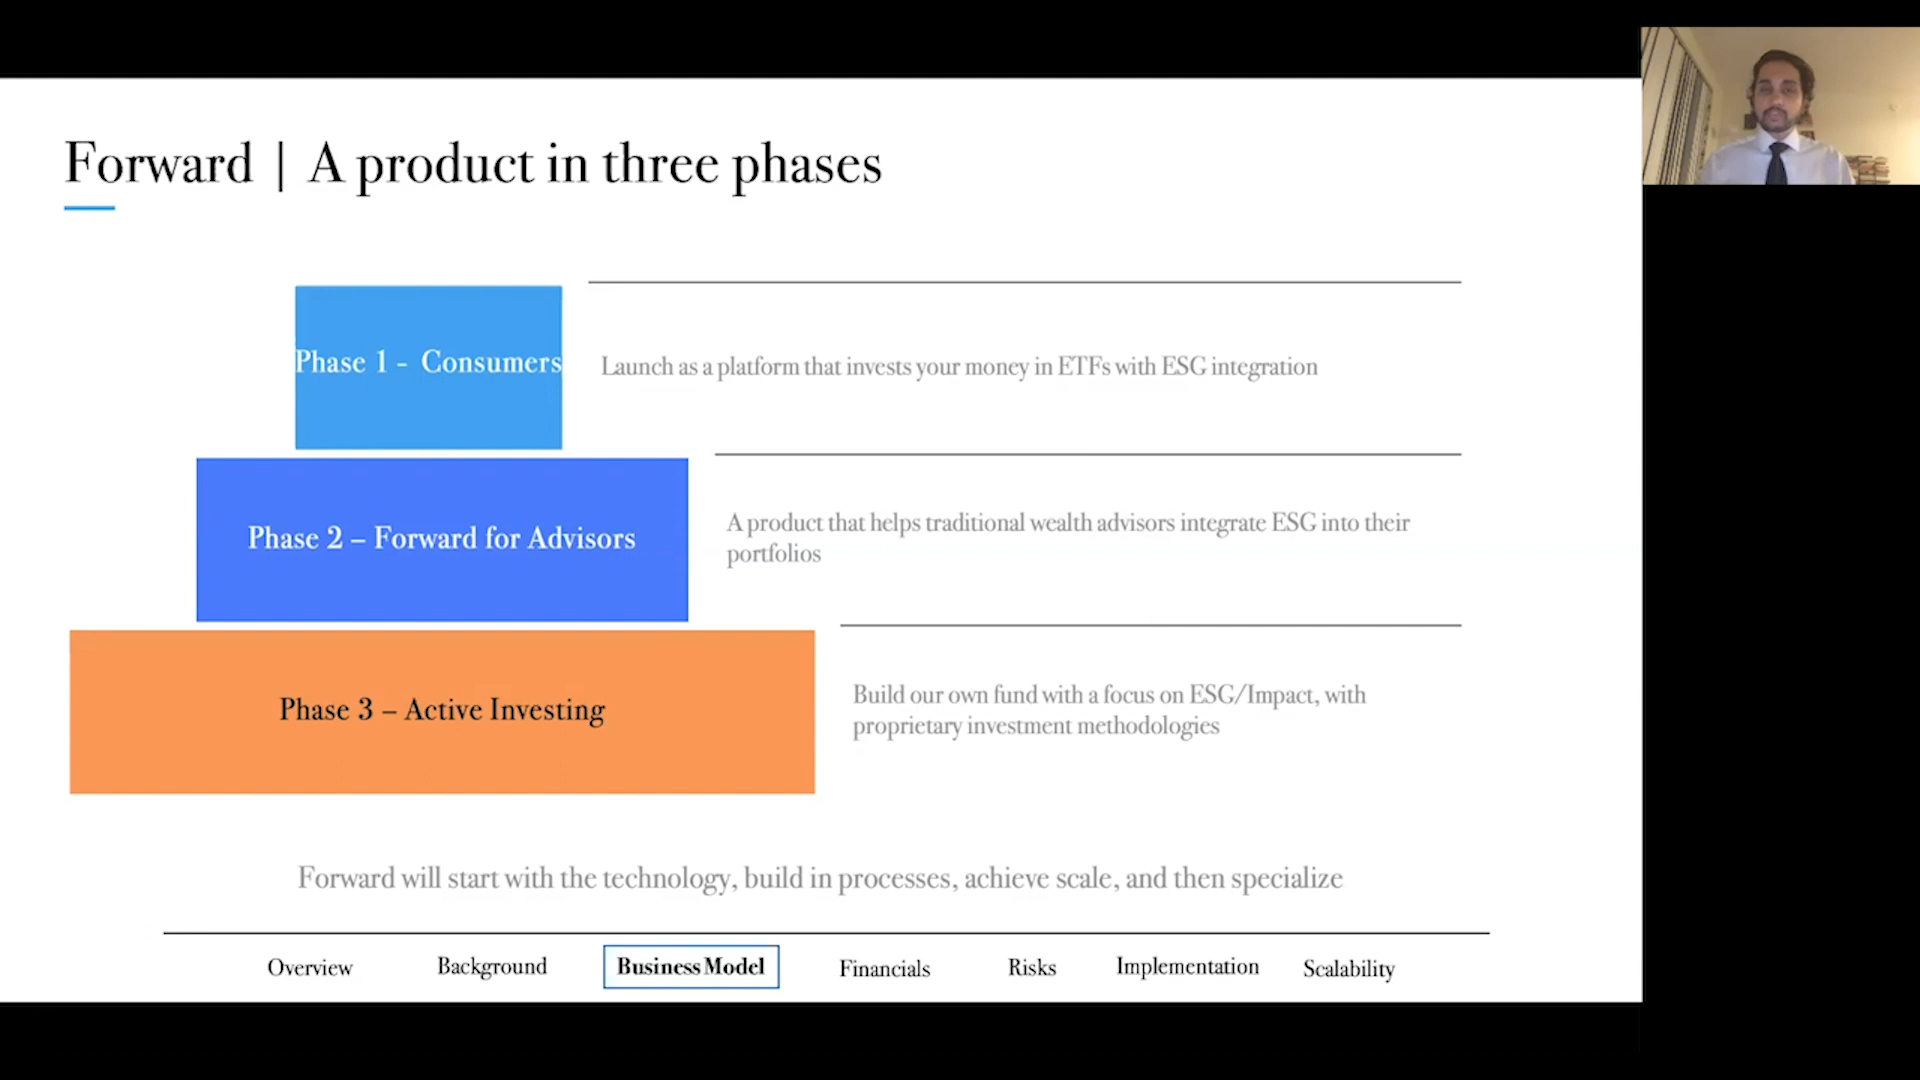 Forward | A product in three phases
Phase 1 - Consumers
Launch as a platform that invests your money in ETFs with ESG integration
Phase 2 – Forward for Advisors
A product that helps traditional wealth advisors integrate ESG into their
portfolios
Phase 3 – Active Investing
Build our own fund with a focus on ESG/Impact, with
proprietary investment methodologies
Forward will start with the technology, build in processes, achieve scale, and then specialize
Overview Background Business Model Financials Risks Implementation Scalability